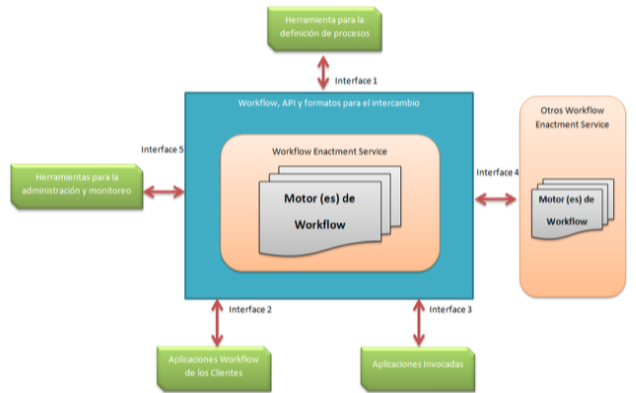 Herramienta para la
definición de procesos
Interface 1
Workflow, API y formatos para el intercambio
Otros Workflow
Enactment Service
Interface 5
Workflow Enactment Service
Interface 4
Herramientas para la
administración y monitoreo
Motor (es) de
Workflow
Motor (es) de
Workflow
Interface 2
Interface 3
Aplicaciones Workflow
de los Clientes
Aplicaciones Invocadas